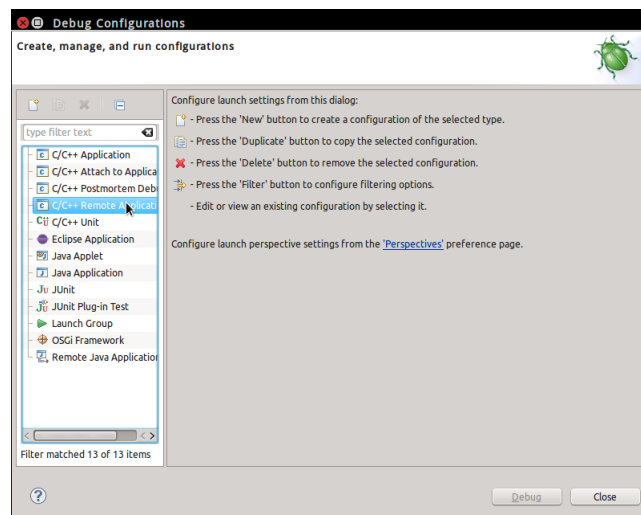 Debug Configurations
Create, manage, and run configurations
type filter text
C/C++ Application
C/C++ Attach to Applica
C/C++ Postmortem Deb
C/C++ Remote Applicati
C/C++ Unit
Eclipse Application
Java Applet
Java Application
JUnit
JUnit Plug-in Test
Launch Group
OSGi Framework
Remote Java Application
Filter matched 13 of 13 items
Configure launch settings from this dialog:
- Press the 'New' button to create a configuration of the selected type.
- Press the 'Duplicate' button to copy the selected configuration.
- Press the 'Delete' button to remove the selected configuration.
- Press the 'Filter' button to configure filtering options.
- Edit or view an existing configuration by selecting it.
Configure launch perspective settings from the 'Perspectives' preference page.
Debug
Close